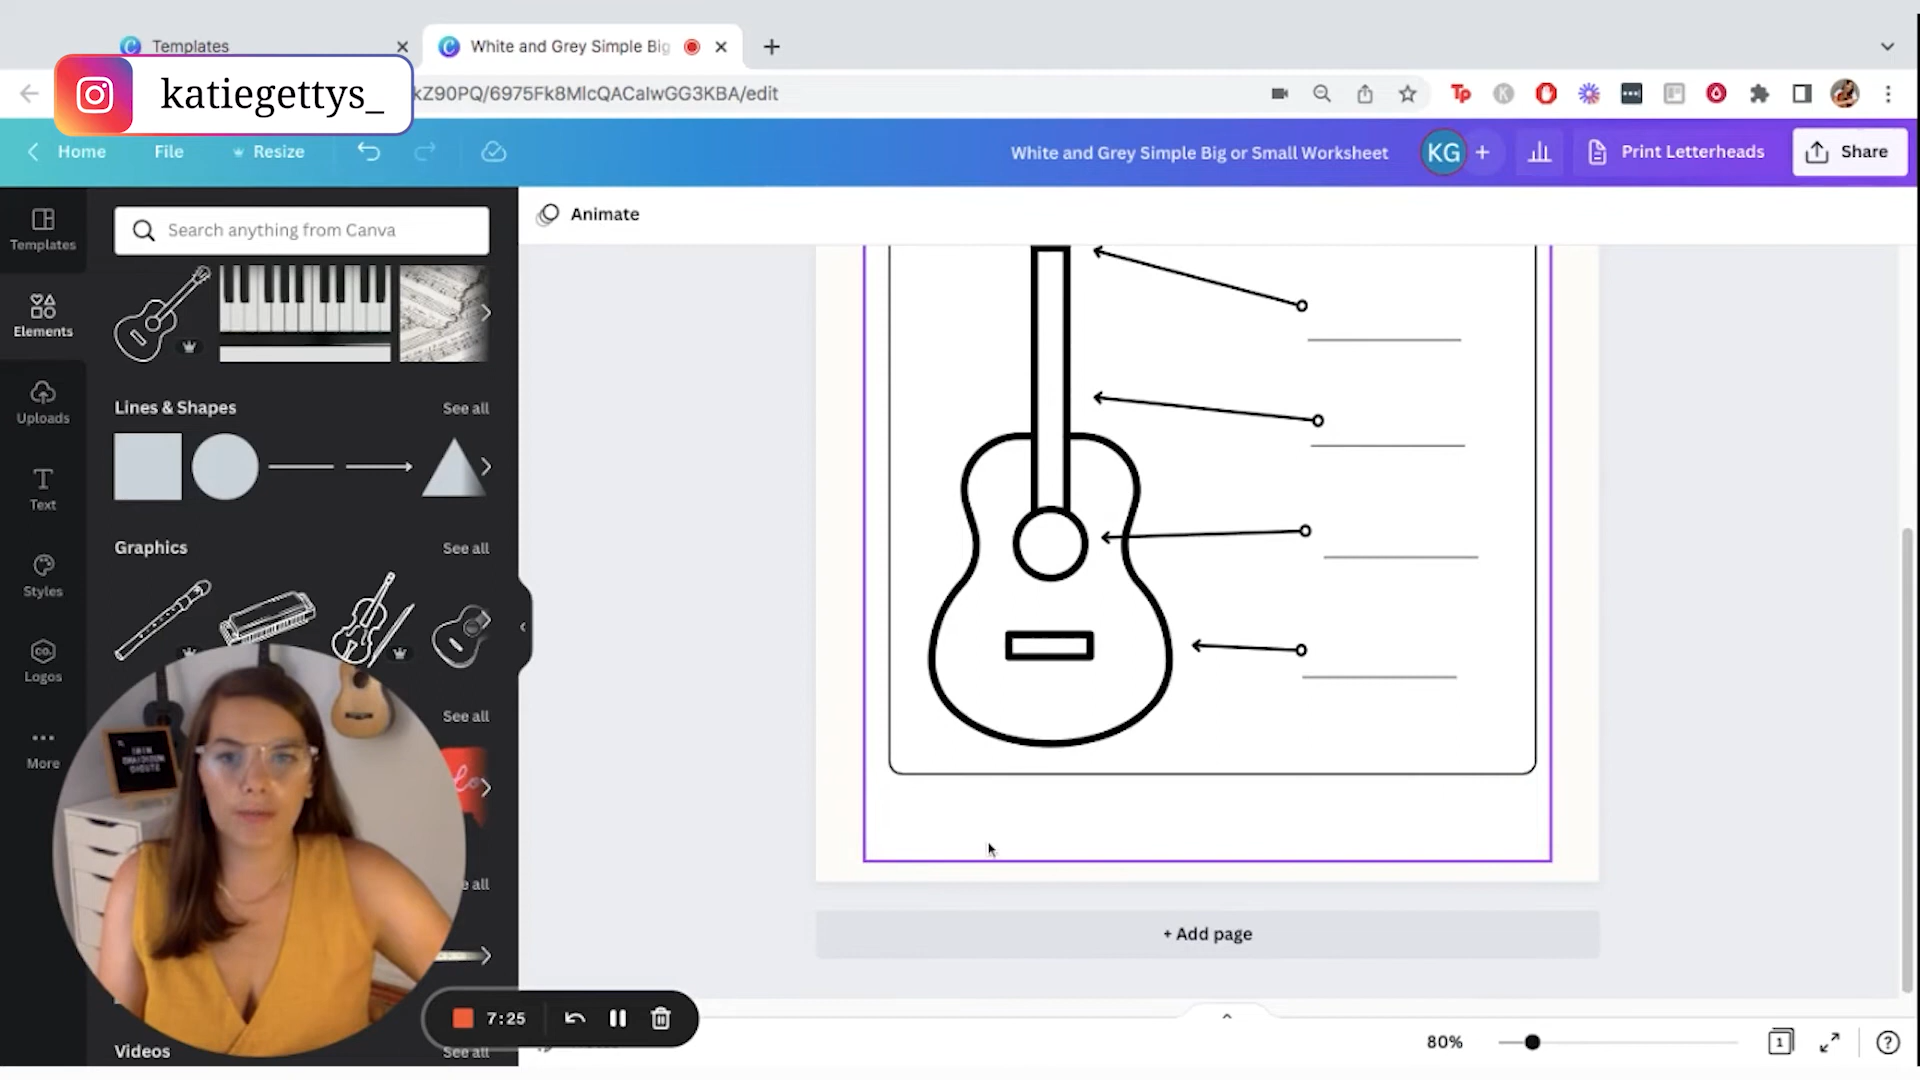 Templates
White and Grey Simple Big
katiegettys_
kZ90PQ/6975Fk8MlcQACalwGG3KBA/edit
Home
File
Resize
White and Grey Simple Big or Small Worksheet
KG
+
Print Letterheads
Share
Search anything from Canva
Animate
Templates
Elements
Uploads
Text
Styles
CO.
Logos
More
Lines & Shapes
See all
Graphics
See all
See all
e all
Videos
See all
+ Add page
7:25
80%
1
?
Tp
K